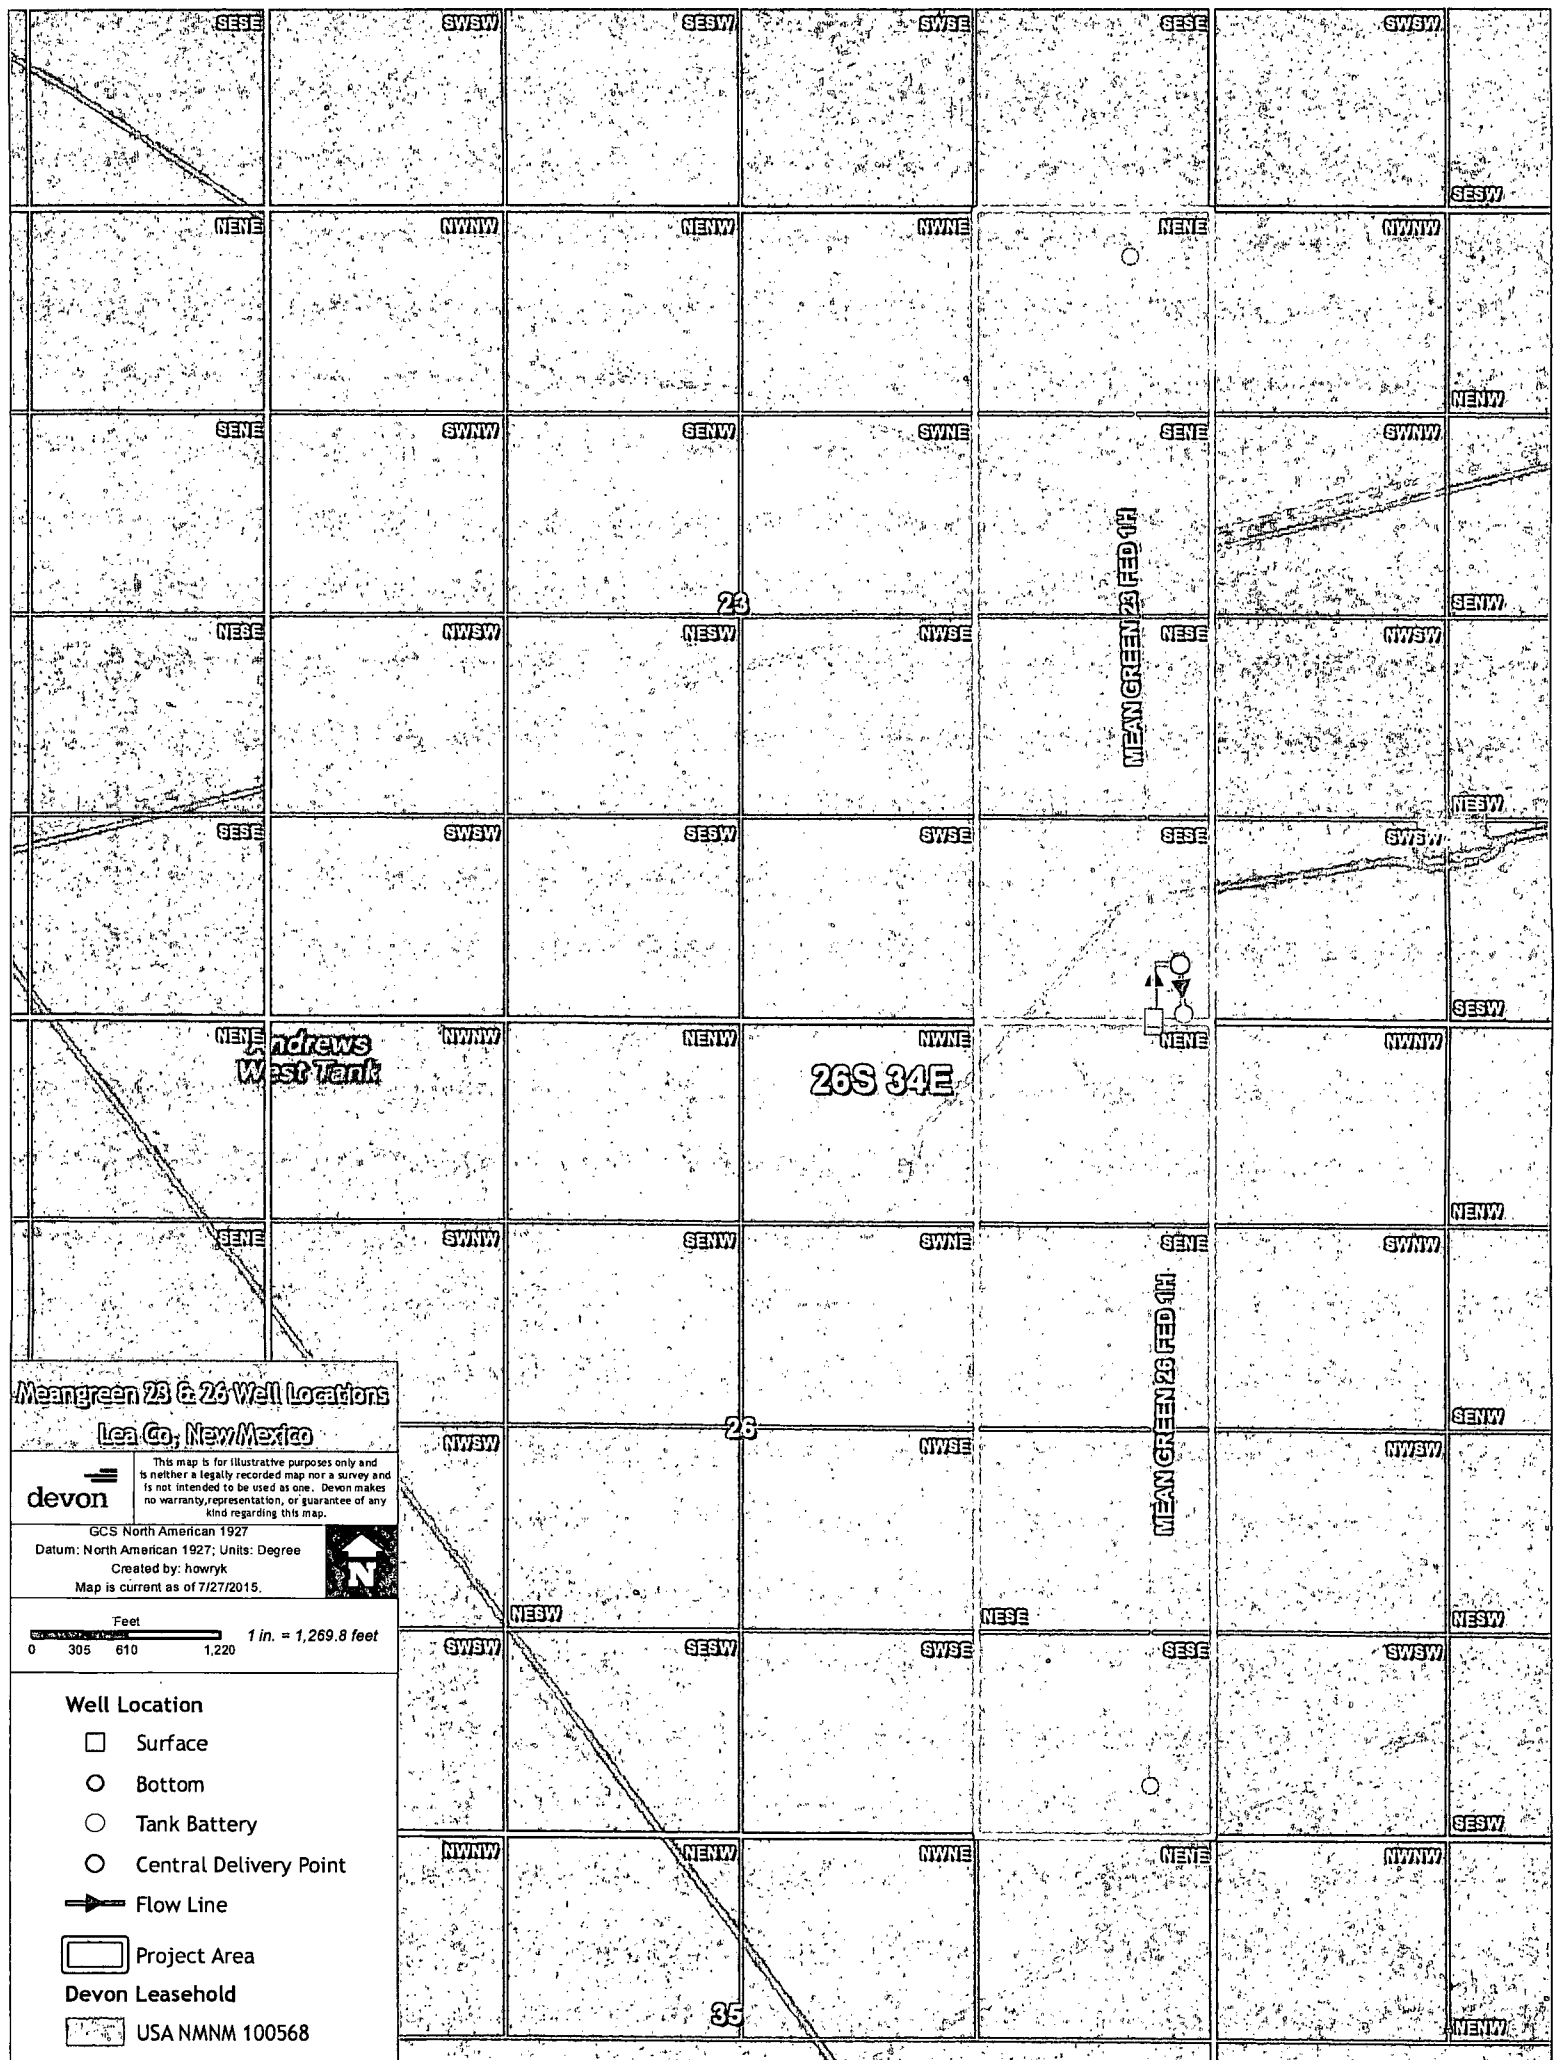 SESE SWSW SESW SWSE SESE SWSW
SESW
NENE NWNW NENW NWNE NENE NWNW
NENW
SENE SWNW SENW SWNE SENE SWNW
MEAN GREEN 23 FED 1H
23
SENW
NESE NWSW NESW NWSE NESE NWSW
NESW
SESE SWSW SESW SWSE SESE SWSW
SESW
NENE NWNW NENW NWNE NENE NWNW
Andrews
West Tank
26S 34E
NENW
SENE SWNW SENW SWNE SENE SWNW
MEAN GREEN 26 FED 1H
Meangreen 23 & 26 Well Locations
Lea Co, New Mexico
SENW
26
NWSW NWSE NWSW
devon
This map is for illustrative purposes only and
is neither a legally recorded map nor a survey and
is not intended to be used as one. Devon makes
no warranty,representation, or guarantee of any
kind regarding this map.
GCS North American 1927
Datum: North American 1927; Units: Degree
Created by: howryk
Map is current as of 7/27/2015.
N
NESW NESE NESW
Feet
0 305 610 1,220
1 in. = 1,269.8 feet
SWSW SESW SWSE SESE SWSW
Well Location
Surface
Bottom
Tank Battery
SESW
Central Delivery Point
NWNW NENW NWNE NENE NWNW
Flow Line
Project Area
Devon Leasehold
35
NENW
USA NMNM 100568